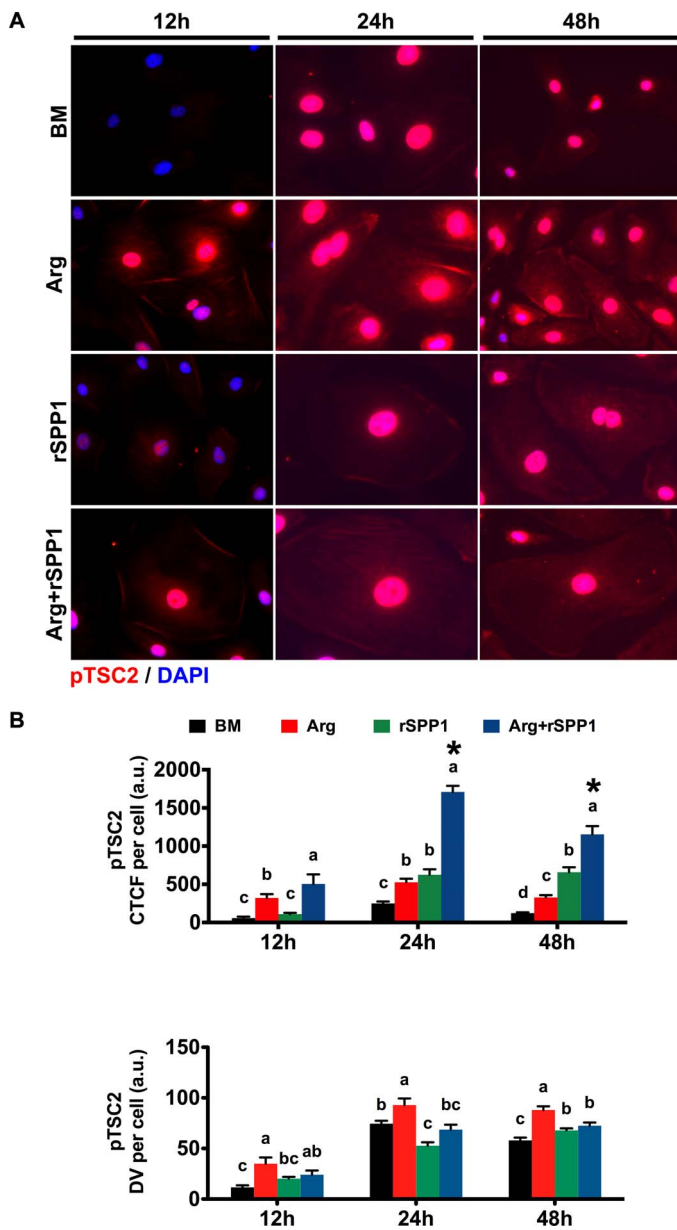 A
12h 24h 48h
BM
Arg
rSPP1
Arg+rSPP1
pTSC2 / DAPI
B
BM Arg rSPP1 Arg+rSPP1
pTSC2
CTCF per cell (a.u.)
2000
1500
1000
500
0
c b c a
c b b a *
d c b a *
12h 24h 48h
pTSC2
DV per cell (a.u.)
150
100
50
0
c a bc ab
b a c bc
c a b b
12h 24h 48h